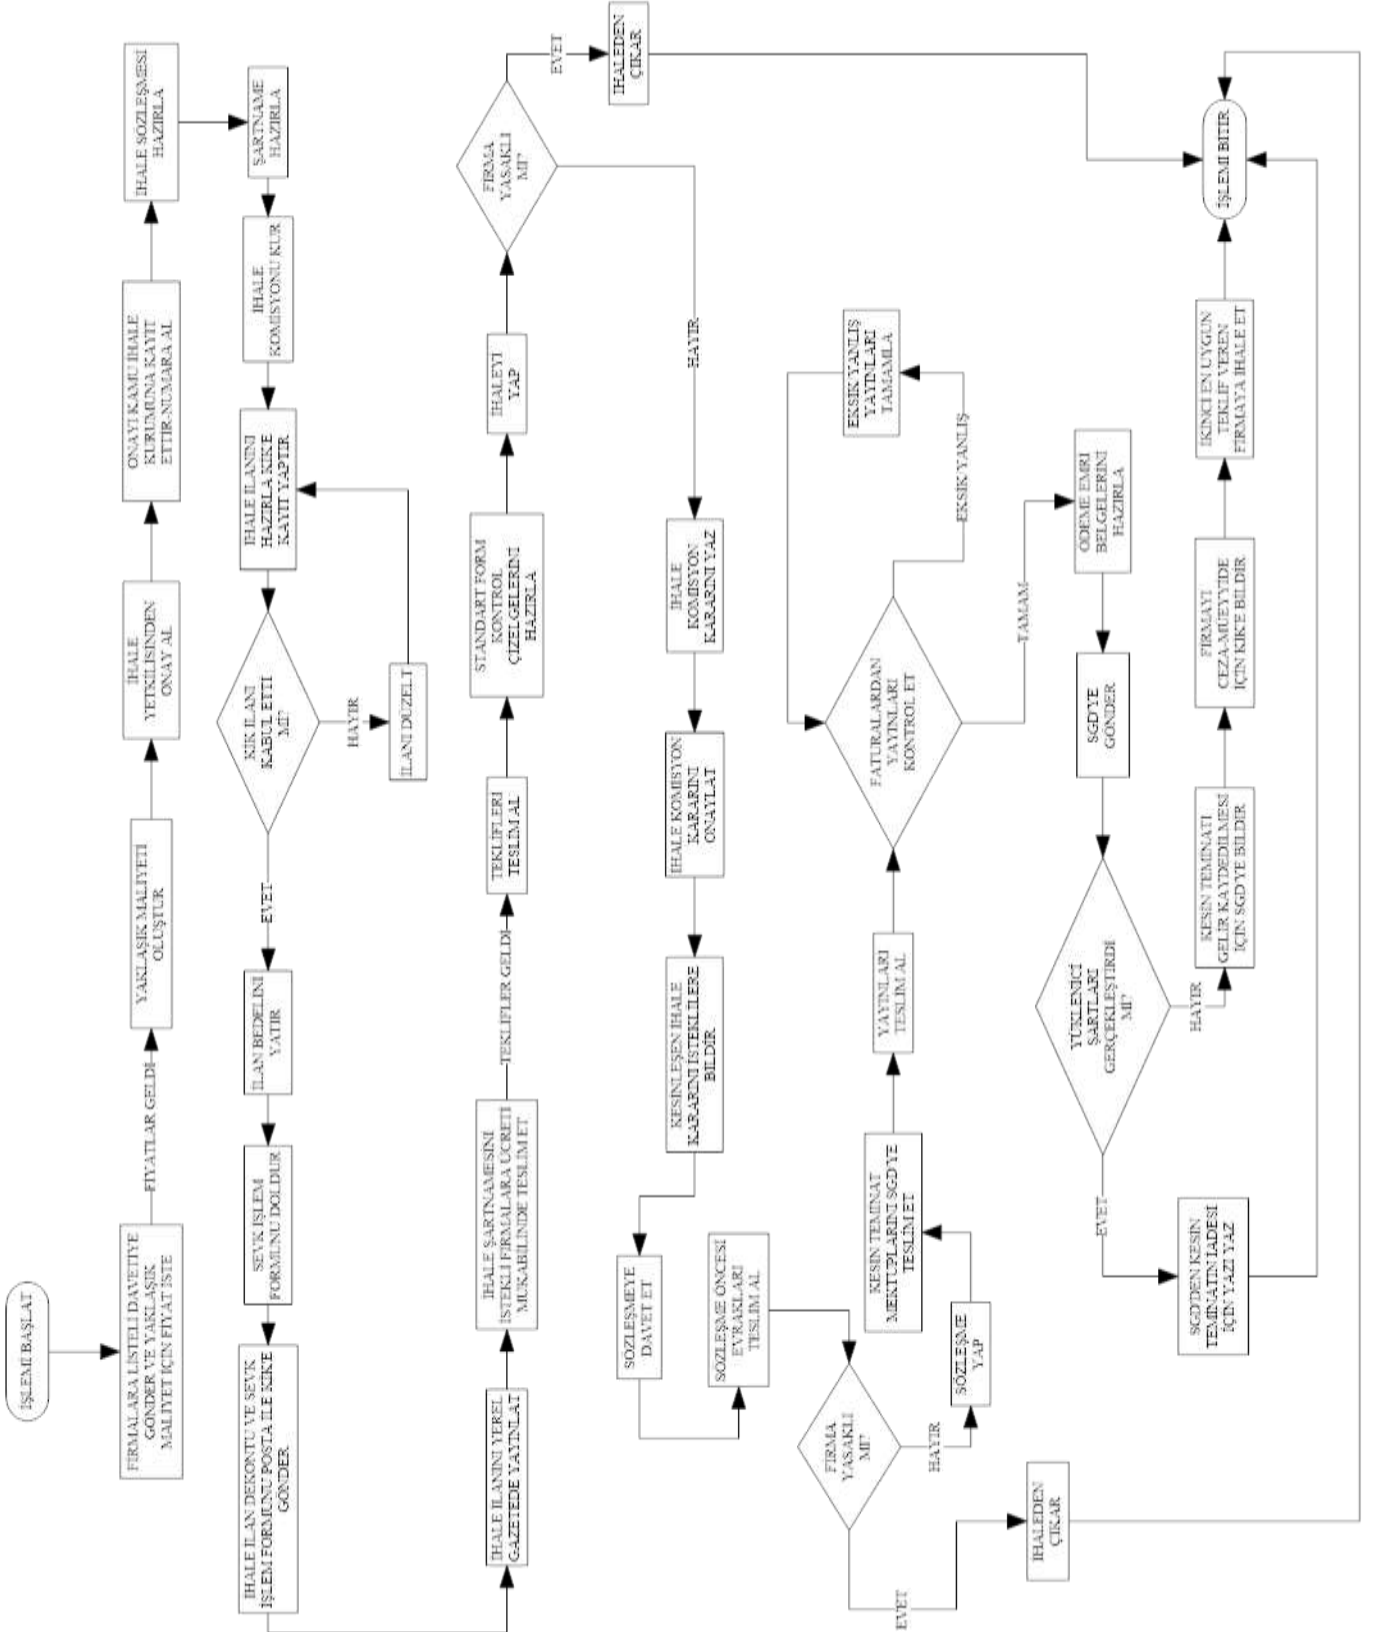 İŞLEMİ BAŞLAT
FİRMALARA LİSTELİ DAVETİYE
GÖNDER VE YAKLAŞIK
MALİYET İÇİN FİYAT İSTE
FİYATLAR GELDİ
YAKLAŞIK MALİYETİ
OLUŞTUR
İHALE
YETKİLİSİNDEN
ONAY AL
ONAYI KAMU İHALE
KURUMUNA KAYIT
ETTİR-NUMARA AL
İHALE SÖZLEŞMESİ
HAZIRLA
ŞARTNAME
HAZIRLA
İHALE
KOMİSYONU KUR
İHALE İLANINI
HAZIRLA KİKE
KAYIT YAPTIR
KİK İLANI
KABUL ETTİ
Mİ?
HAYIR
İLANI DÜZELT
EVET
İLAN BEDELİNİ
YATIR
SEVK İŞLEM
FORMUNU DOLDUR
İHALE İLAN DEKONTU VE SEVK
İŞLEM FORMUNU POSTA İLE KİKE
GÖNDER
İHALE İLANINI YEREL
GAZETEDE YAYINLAT
İHALE ŞARTNAMESİNİ
İSTEKLİ FİRMALARA ÜCRETİ
MUKABİLİNDE TESLİM ET
TEKLİFLER GELDİ
TEKLİFLERİ
TESLİM AL
STANDART FORM
KONTROL
ÇİZELGELERİNİ
HAZIRLA
İHALEYİ
YAP
FİRMA
YASAKLI
MI?
EVET
İHALEDEN
ÇIKAR
HAYIR
İHALE
KOMİSYON
KARARINI YAZ
İHALE KOMİSYON
KARARINI
ONAYLAT
KESİNLEŞEN İHALE
KARARINI İSTEKLİLERE
BİLDİR
SÖZLEŞMEYE
DAVET ET
SÖZLEŞME ÖNCESİ
EVRAKLARI
TESLİM AL
FİRMA
YASAKLI
MI?
EVET
İHALEDEN
ÇIKAR
HAYIR
SÖZLEŞME
YAP
KESİN TEMİNAT
MEKTUPLARINI SGD'YE
TESLİM ET
YAYINLARI
TESLİM AL
FATURALARDAN
YAYINLARI
KONTROL ET
EKSİK YANLIŞ
EKSİK YANLIŞ
YAYINLARI
TAMAMLA
TAMAM
ÖDEME EMRİ
BELGELERİNİ
HAZIRLA
SGD'YE
GÖNDER
YÜKLENİCİ
ŞARTLARI
GERÇEKLEŞTİRDİ
Mİ?
EVET
SGD'DEN KESİN
TEMİNATIN İADESİ
İÇİN YAZI YAZ
HAYIR
KESİN TEMİNATI
GELİR KAYDEDİLMESİ
İÇİN SGD'YE BİLDİR
FİRMAYI
CEZA-MÜEYYİDE
İÇİN KİK'E BİLDİR
İKİNCİ EN UYGUN
TEKLİF VEREN
FİRMAYA İHALE ET
İŞLEMİ BİTİR